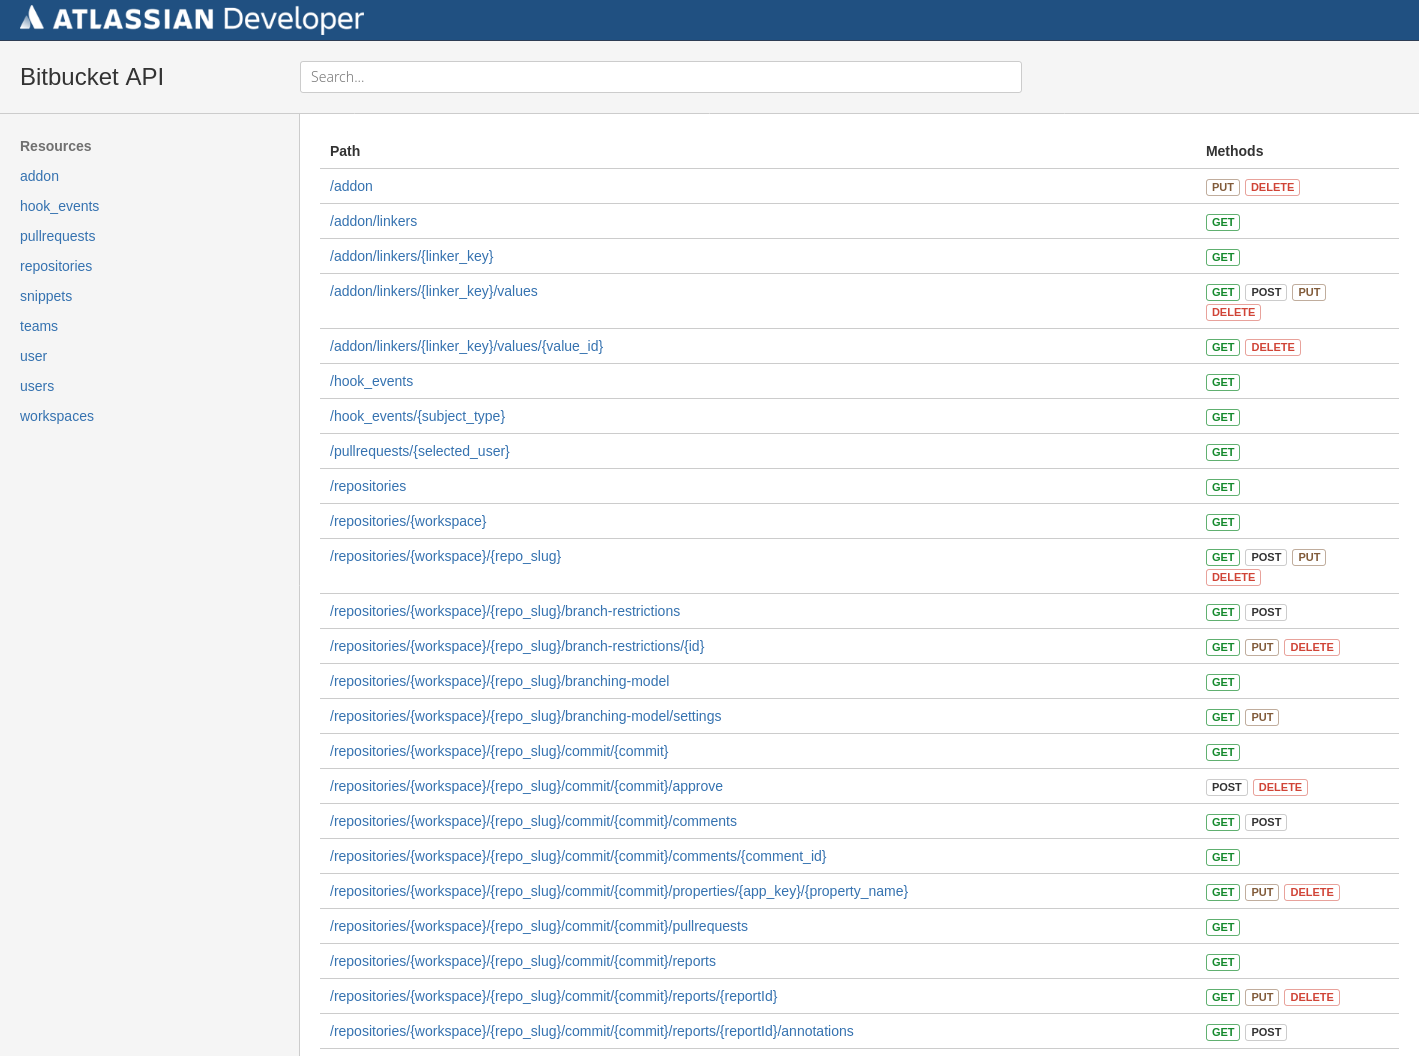 ATLASSIAN Developer
Bitbucket API
Search...
Resources
addon
hook_events
pullrequests
repositories
snippets
teams
user
users
workspaces
Path Methods
/addon PUT DELETE
/addon/linkers GET
/addon/linkers/{linker_key} GET
/addon/linkers/{linker_key}/values GET POST PUT
DELETE
/addon/linkers/{linker_key}/values/{value_id} GET DELETE
/hook_events GET
/hook_events/{subject_type} GET
/pullrequests/{selected_user} GET
/repositories GET
/repositories/{workspace} GET
/repositories/{workspace}/{repo_slug} GET POST PUT
DELETE
/repositories/{workspace}/{repo_slug}/branch-restrictions GET POST
/repositories/{workspace}/{repo_slug}/branch-restrictions/{id} GET PUT DELETE
/repositories/{workspace}/{repo_slug}/branching-model GET
/repositories/{workspace}/{repo_slug}/branching-model/settings GET PUT
/repositories/{workspace}/{repo_slug}/commit/{commit} GET
/repositories/{workspace}/{repo_slug}/commit/{commit}/approve POST DELETE
/repositories/{workspace}/{repo_slug}/commit/{commit}/comments GET POST
/repositories/{workspace}/{repo_slug}/commit/{commit}/comments/{comment_id} GET
/repositories/{workspace}/{repo_slug}/commit/{commit}/properties/{app_key}/{property_name} GET PUT DELETE
/repositories/{workspace}/{repo_slug}/commit/{commit}/pullrequests GET
/repositories/{workspace}/{repo_slug}/commit/{commit}/reports GET
/repositories/{workspace}/{repo_slug}/commit/{commit}/reports/{reportId} GET PUT DELETE
/repositories/{workspace}/{repo_slug}/commit/{commit}/reports/{reportId}/annotations GET POST